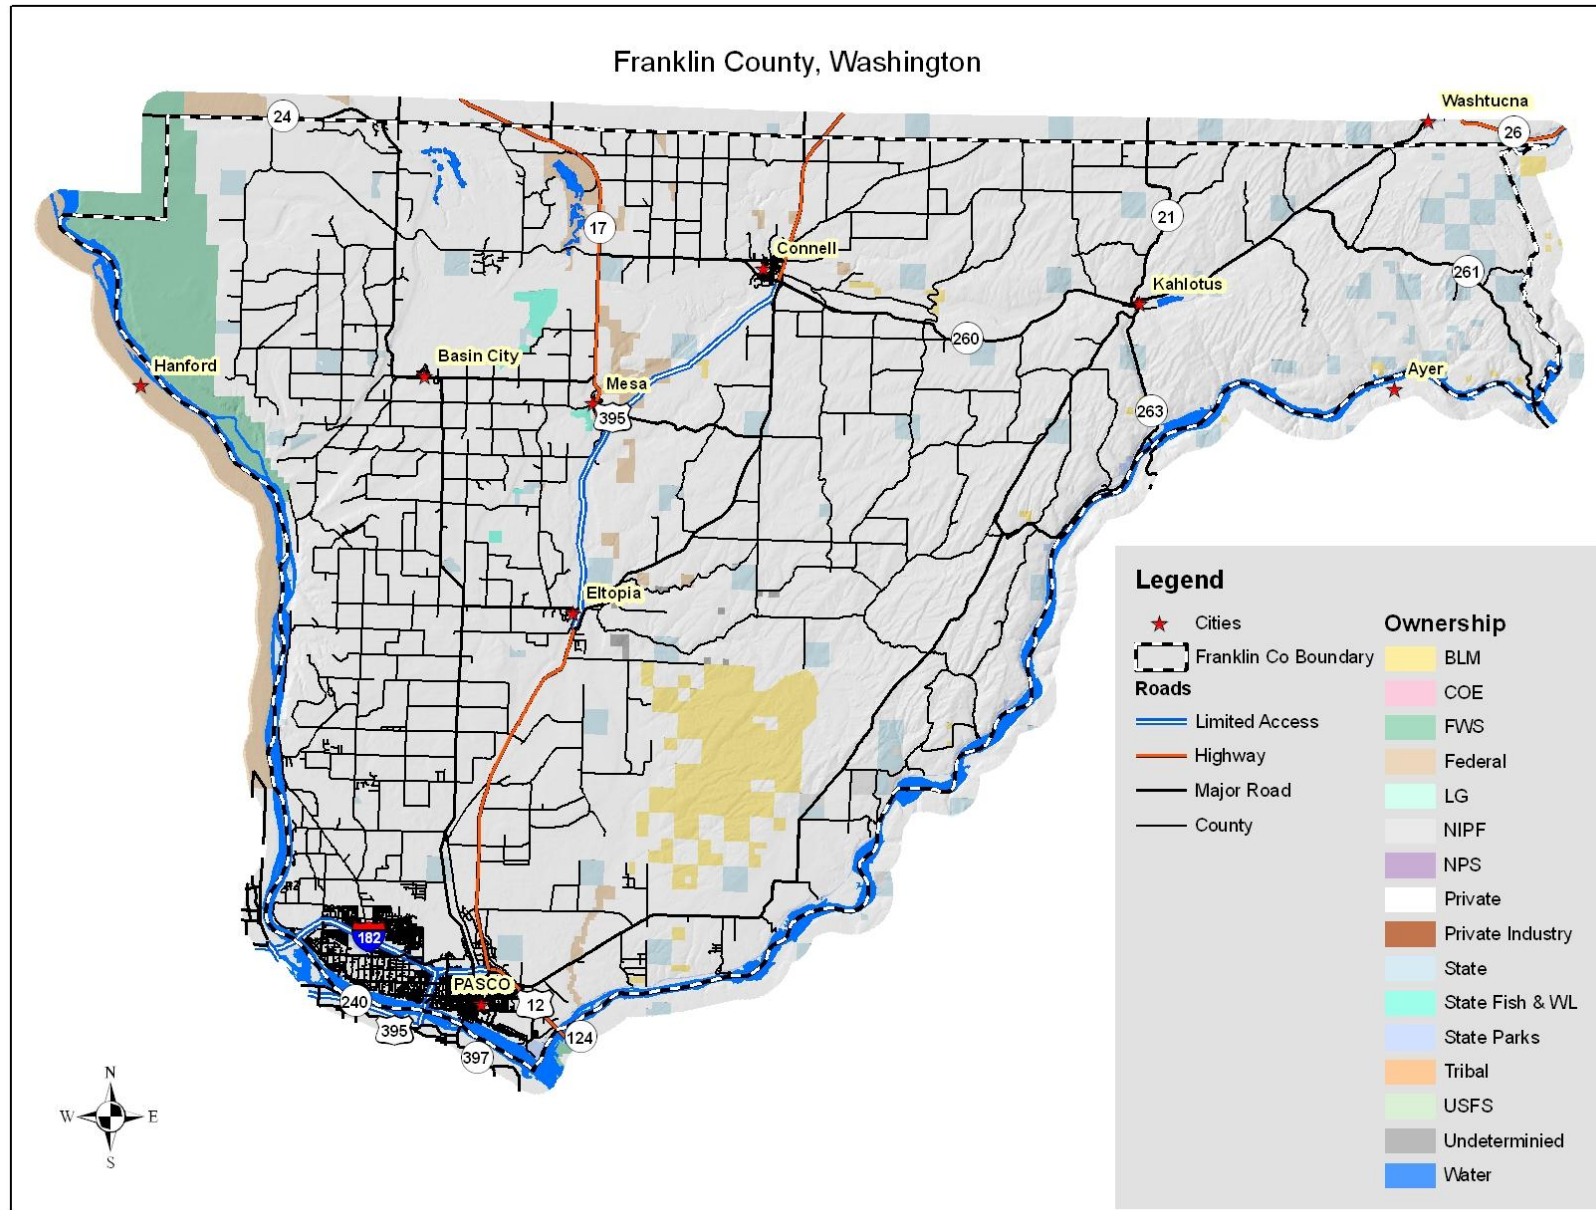 Franklin County, Washington
Washtucna
24
26
17
21
Connell
261
Kahlotus
260
Hanford
Basin City
Mesa
Ayer
395
263
Eltopia
182
PASCO
240
12
395
124
397
N
W E
S
Legend
Cities
Franklin Co Boundary
Roads
Limited Access
Highway
Major Road
County
Ownership
BLM
COE
FWS
Federal
LG
NIPF
NPS
Private
Private Industry
State
State Fish & WL
State Parks
Tribal
USFS
Undeterminied
Water